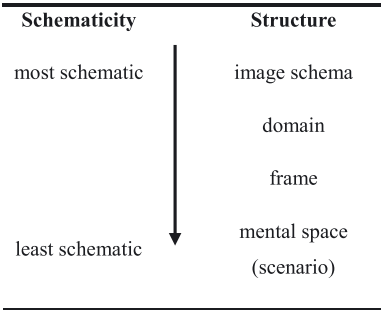 Schematicity Structure
most schematic image schema
domain
frame
mental space
least schematic
(scenario)